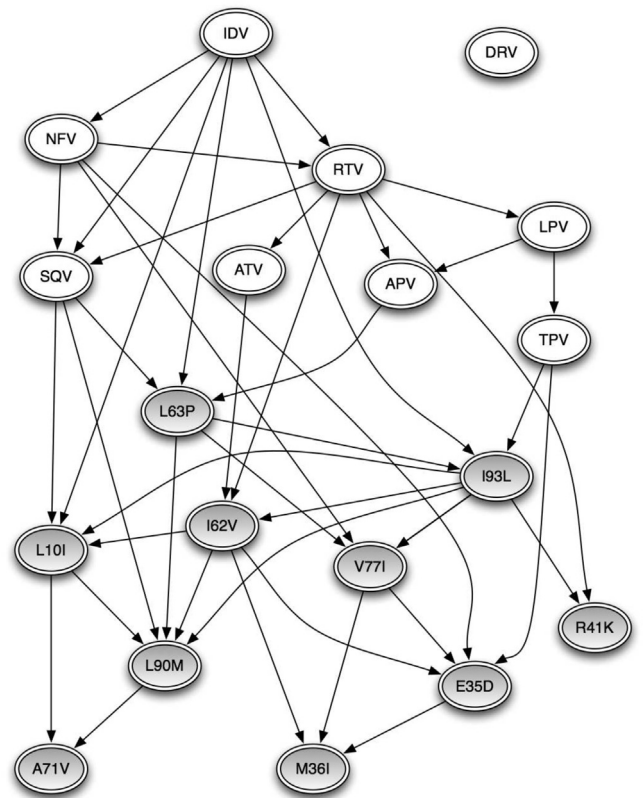 IDV
DRV
NFV
RTV
LPV
SQV
ATV
APV
TPV
L63P
I93L
I62V
L10I
V77I
R41K
L90M
E35D
A71V
M36I